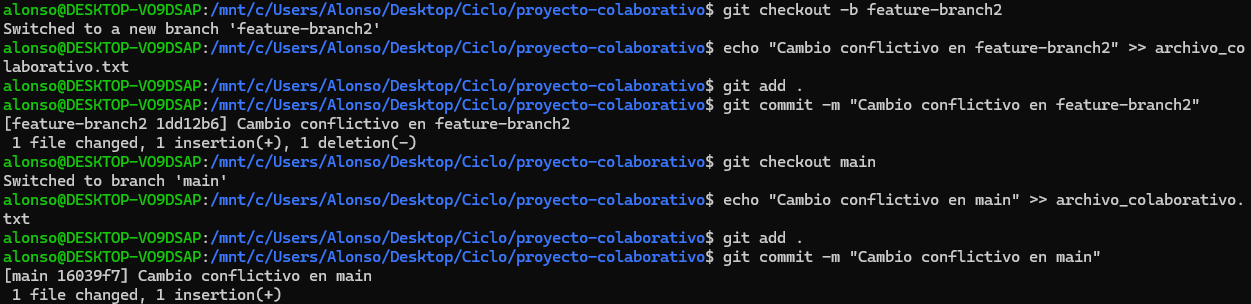 alonso@DESKTOP-VO9DSAP:/mnt/c/Users/Alonso/Desktop/Ciclo/proyecto-colaborativo$ git checkout -b feature-branch2
Switched to a new branch 'feature-branch2'
alonso@DESKTOP-VO9DSAP:/mnt/c/Users/Alonso/Desktop/Ciclo/proyecto-colaborativo$ echo "Cambio conflictivo en feature-branch2" >> archivo_co
laborativo.txt
alonso@DESKTOP-VO9DSAP:/mnt/c/Users/Alonso/Desktop/Ciclo/proyecto-colaborativo$ git add .
alonso@DESKTOP-VO9DSAP:/mnt/c/Users/Alonso/Desktop/Ciclo/proyecto-colaborativo$ git commit -m "Cambio conflictivo en feature-branch2"
[feature-branch2 1dd12b6] Cambio conflictivo en feature-branch2
 1 file changed, 1 insertion(+), 1 deletion(-)
alonso@DESKTOP-VO9DSAP:/mnt/c/Users/Alonso/Desktop/Ciclo/proyecto-colaborativo$ git checkout main
Switched to branch 'main'
alonso@DESKTOP-VO9DSAP:/mnt/c/Users/Alonso/Desktop/Ciclo/proyecto-colaborativo$ echo "Cambio conflictivo en main" >> archivo_colaborativo.
txt
alonso@DESKTOP-VO9DSAP:/mnt/c/Users/Alonso/Desktop/Ciclo/proyecto-colaborativo$ git add .
alonso@DESKTOP-VO9DSAP:/mnt/c/Users/Alonso/Desktop/Ciclo/proyecto-colaborativo$ git commit -m "Cambio conflictivo en main"
[main 16039f7] Cambio conflictivo en main
 1 file changed, 1 insertion(+)